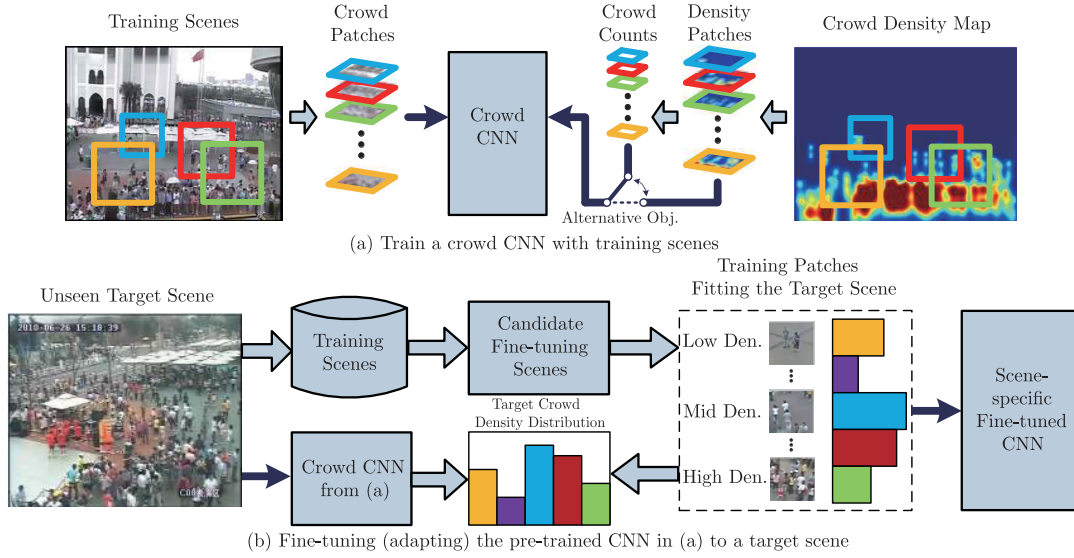 Training Scenes
Crowd
Patches
Crowd
Counts
Density
Patches
Crowd Density Map
Crowd
CNN
Alternative Obj.
(a) Train a crowd CNN with training scenes
Unseen Target Scene
2010-06-26 15:18:39
Training
Scenes
Candidate
Fine-tuning
Scenes
Training Patches
Fitting the Target Scene
Low Den.
Mid Den.
High Den.
Scene-
specific
Fine-tuned
CNN
Target Crowd
Density Distribution
Crowd CNN
from (a)
(b) Fine-tuning (adapting) the pre-trained CNN in (a) to a target scene